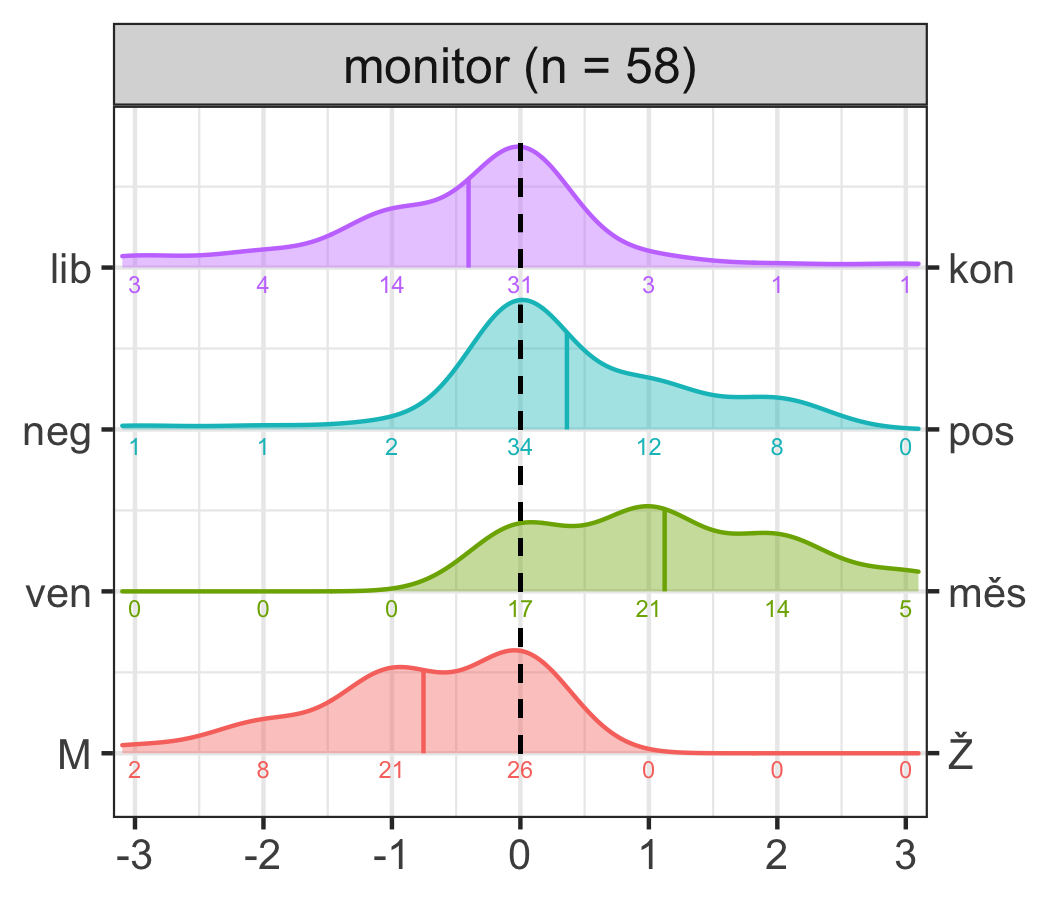 monitor (n = 58)
lib kon
3 4 14 31 3 1 1
neg pos
1 1 2 34 12 8 0
ven měs
0 0 0 17 21 14 5
M Ž
2 8 21 26 0 0 0
-3 -2 -1 0 1 2 3